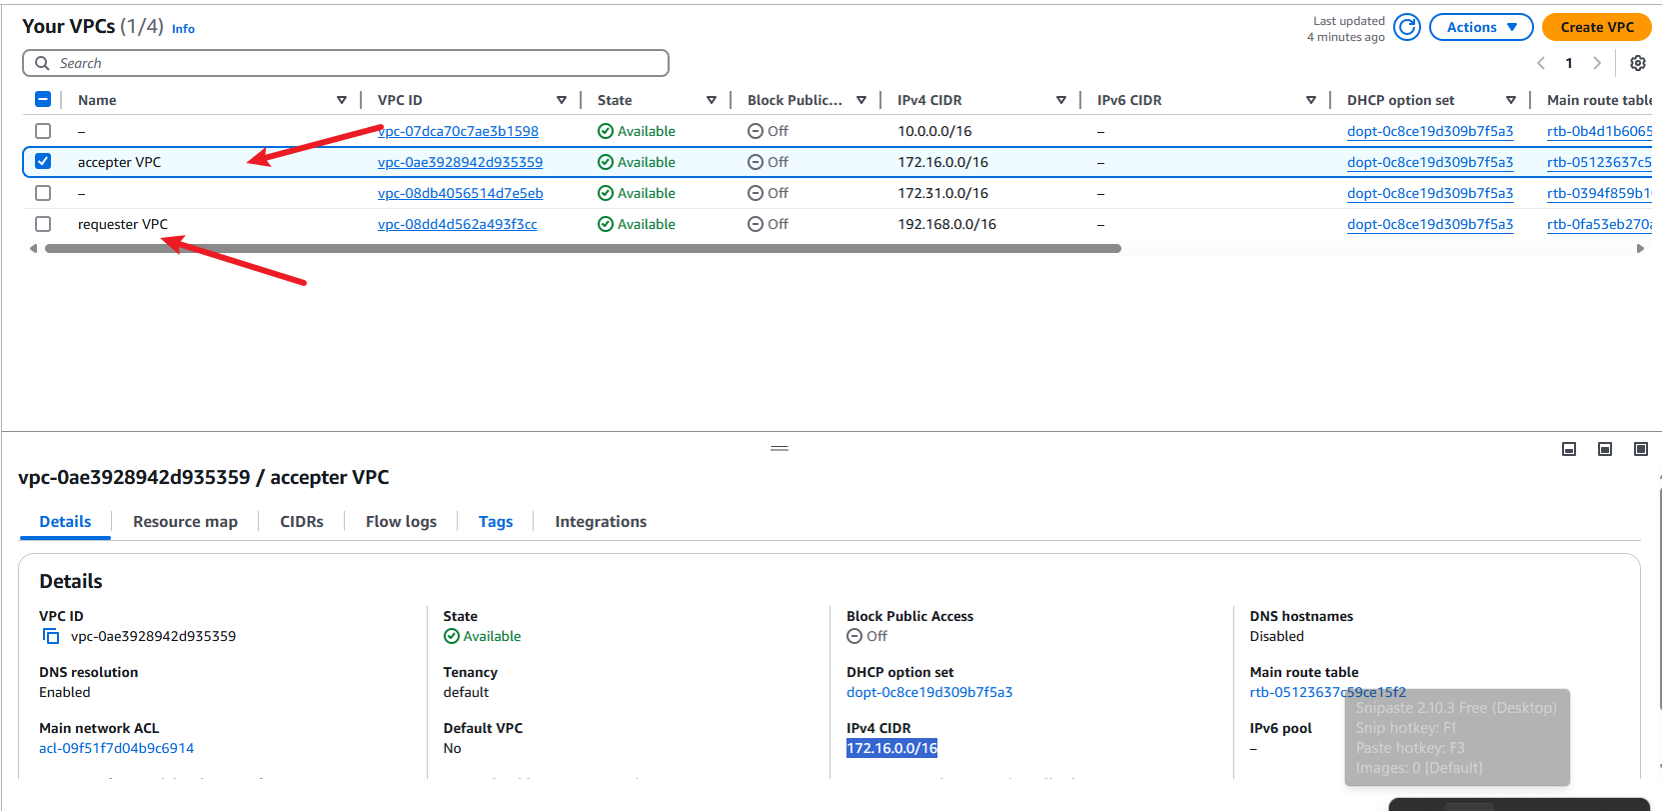 Your VPCs (1/4) Info
Last updated
4 minutes ago
Actions
Create VPC
Search
1
Name VPC ID State Block Public... IPv4 CIDR IPv6 CIDR DHCP option set Main route table
– vpc-07dca70c7ae3b1598 Available Off 10.0.0.0/16 – dopt-0c8ce19d309b7f5a3 rtb-0b4d1b6065
accepter VPC vpc-0ae3928942d935359 Available Off 172.16.0.0/16 – dopt-0c8ce19d309b7f5a3 rtb-05123637c5
– vpc-08db4056514d7e5eb Available Off 172.31.0.0/16 – dopt-0c8ce19d309b7f5a3 rtb-0394f859b1
requester VPC vpc-08dd4d562a493f3cc Available Off 192.168.0.0/16 – dopt-0c8ce19d309b7f5a3 rtb-0fa53eb270a
vpc-0ae3928942d935359 / accepter VPC
Details Resource map CIDRs Flow logs Tags Integrations
Details
VPC ID State Block Public Access DNS hostnames
vpc-0ae3928942d935359 Available Off Disabled
DNS resolution Tenancy DHCP option set Main route table
Enabled default dopt-0c8ce19d309b7f5a3 rtb-05123637c59ce15f2
Main network ACL Default VPC IPv4 CIDR IPv6 pool
acl-09f51f7d04b9c6914 No 172.16.0.0/16 –
Snipaste 2.10.3 Free (Desktop)
Snip hotkey: F1
Paste hotkey: F3
Images: 0 [Default]